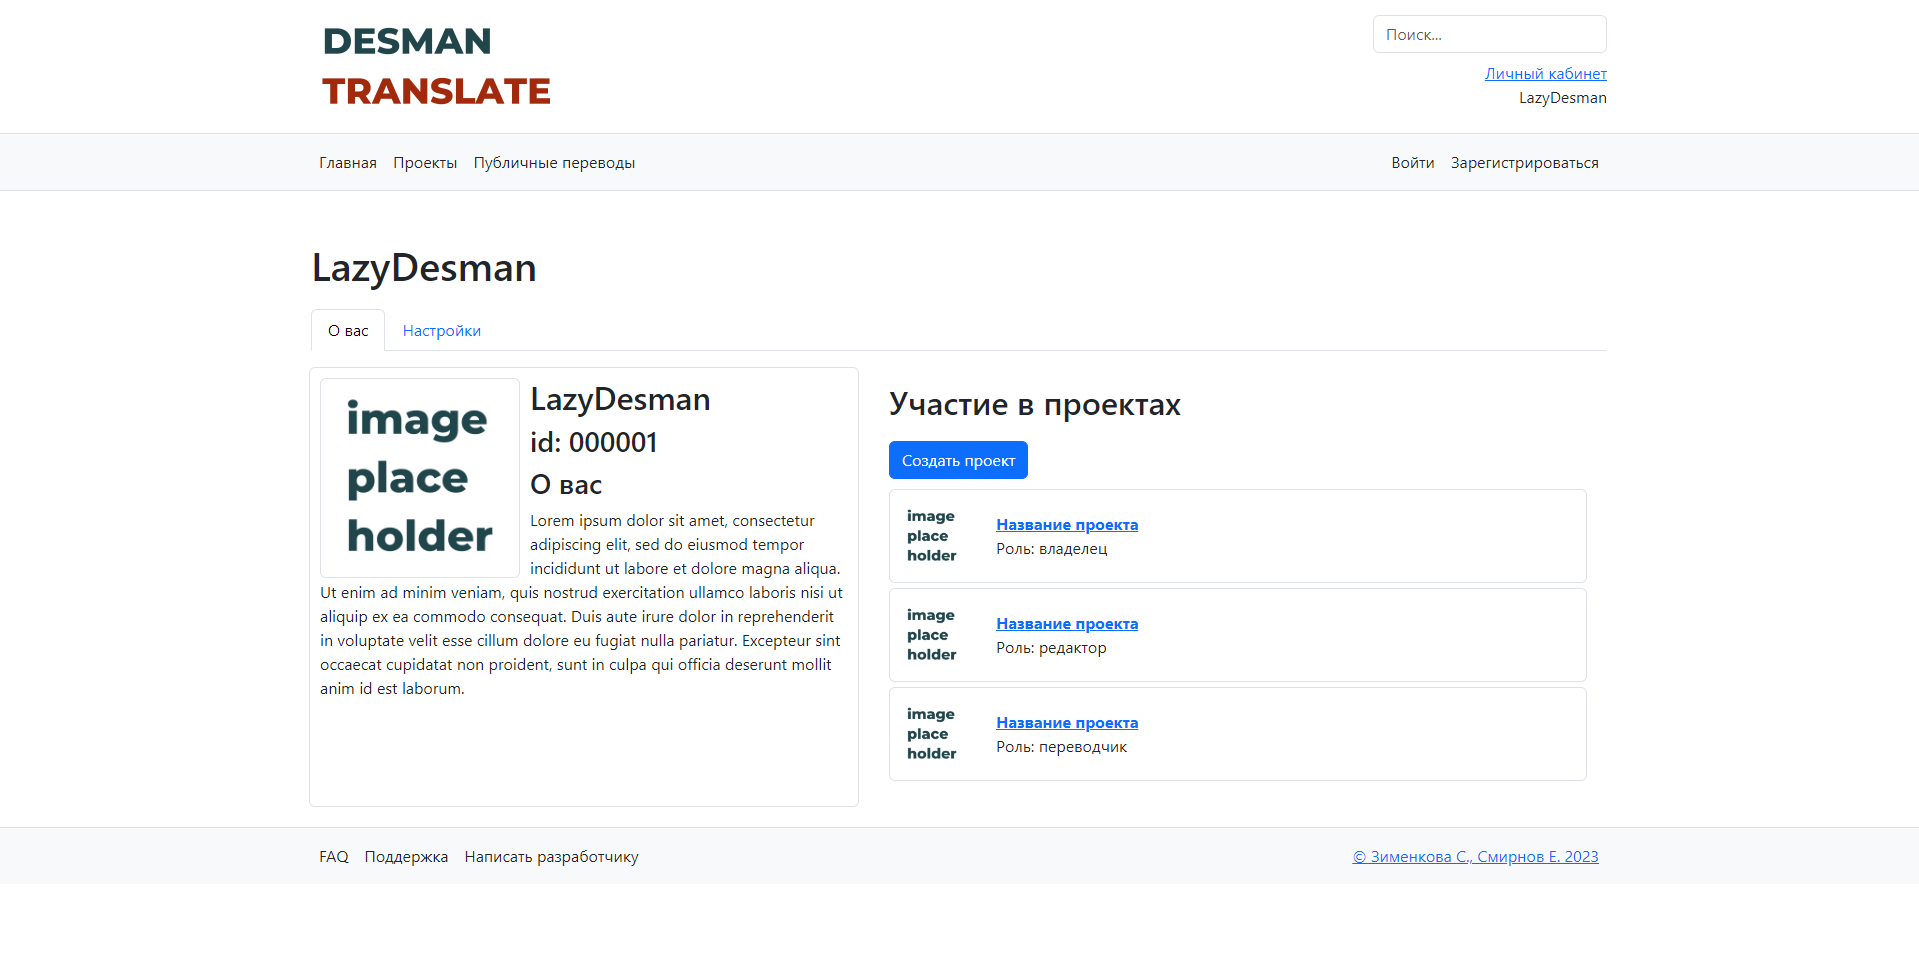 DESMAN
TRANSLATE
Поиск...
Личный кабинет
LazyDesman
Главная Проекты Публичные переводы
Войти Зарегистрироваться
LazyDesman
О вас Настройки
image
place
holder
LazyDesman
id: 000001
О вас
Lorem ipsum dolor sit amet, consectetur
adipiscing elit, sed do eiusmod tempor
incididunt ut labore et dolore magna aliqua.
Ut enim ad minim veniam, quis nostrud exercitation ullamco laboris nisi ut
aliquip ex ea commodo consequat. Duis aute irure dolor in reprehenderit
in voluptate velit esse cillum dolore eu fugiat nulla pariatur. Excepteur sint
occaecat cupidatat non proident, sunt in culpa qui officia deserunt mollit
anim id est laborum.
Участие в проектах
Создать проект
image
place
holder
Название проекта
Роль: владелец
image
place
holder
Название проекта
Роль: редактор
image
place
holder
Название проекта
Роль: переводчик
FAQ Поддержка Написать разработчику
© Зименкова С., Смирнов Е. 2023